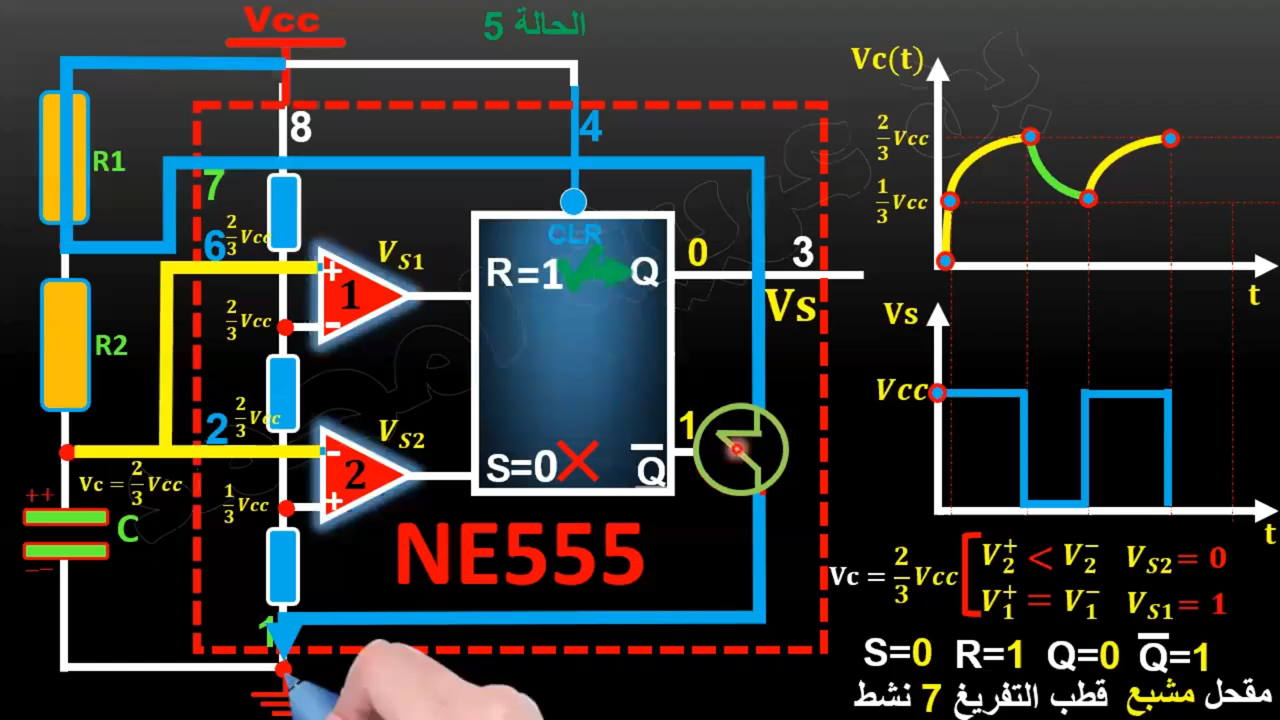 Vcc
الحالة 5
8
4
R1
7
CLR
6
2/3 Vcc
+
V_S1
1
-
R=1
Q
0
3
Vs
2/3 Vcc
R2
2
2/3 Vcc
V_S2
-
2
+
1/3 Vcc
S=0
Q̅
1
Vc = 2/3 Vcc
++
C
--
NE555
1
Vc(t)
2/3 Vcc
1/3 Vcc
t
Vs
Vcc
t
Vc = 2/3 Vcc
V₂⁺ < V₂⁻ V_S2 = 0
V₁⁺ = V₁⁻ V_S1 = 1
S=0 R=1 Q=0 Q̅=1
مقحل مشبع قطب التفريغ 7 نشط